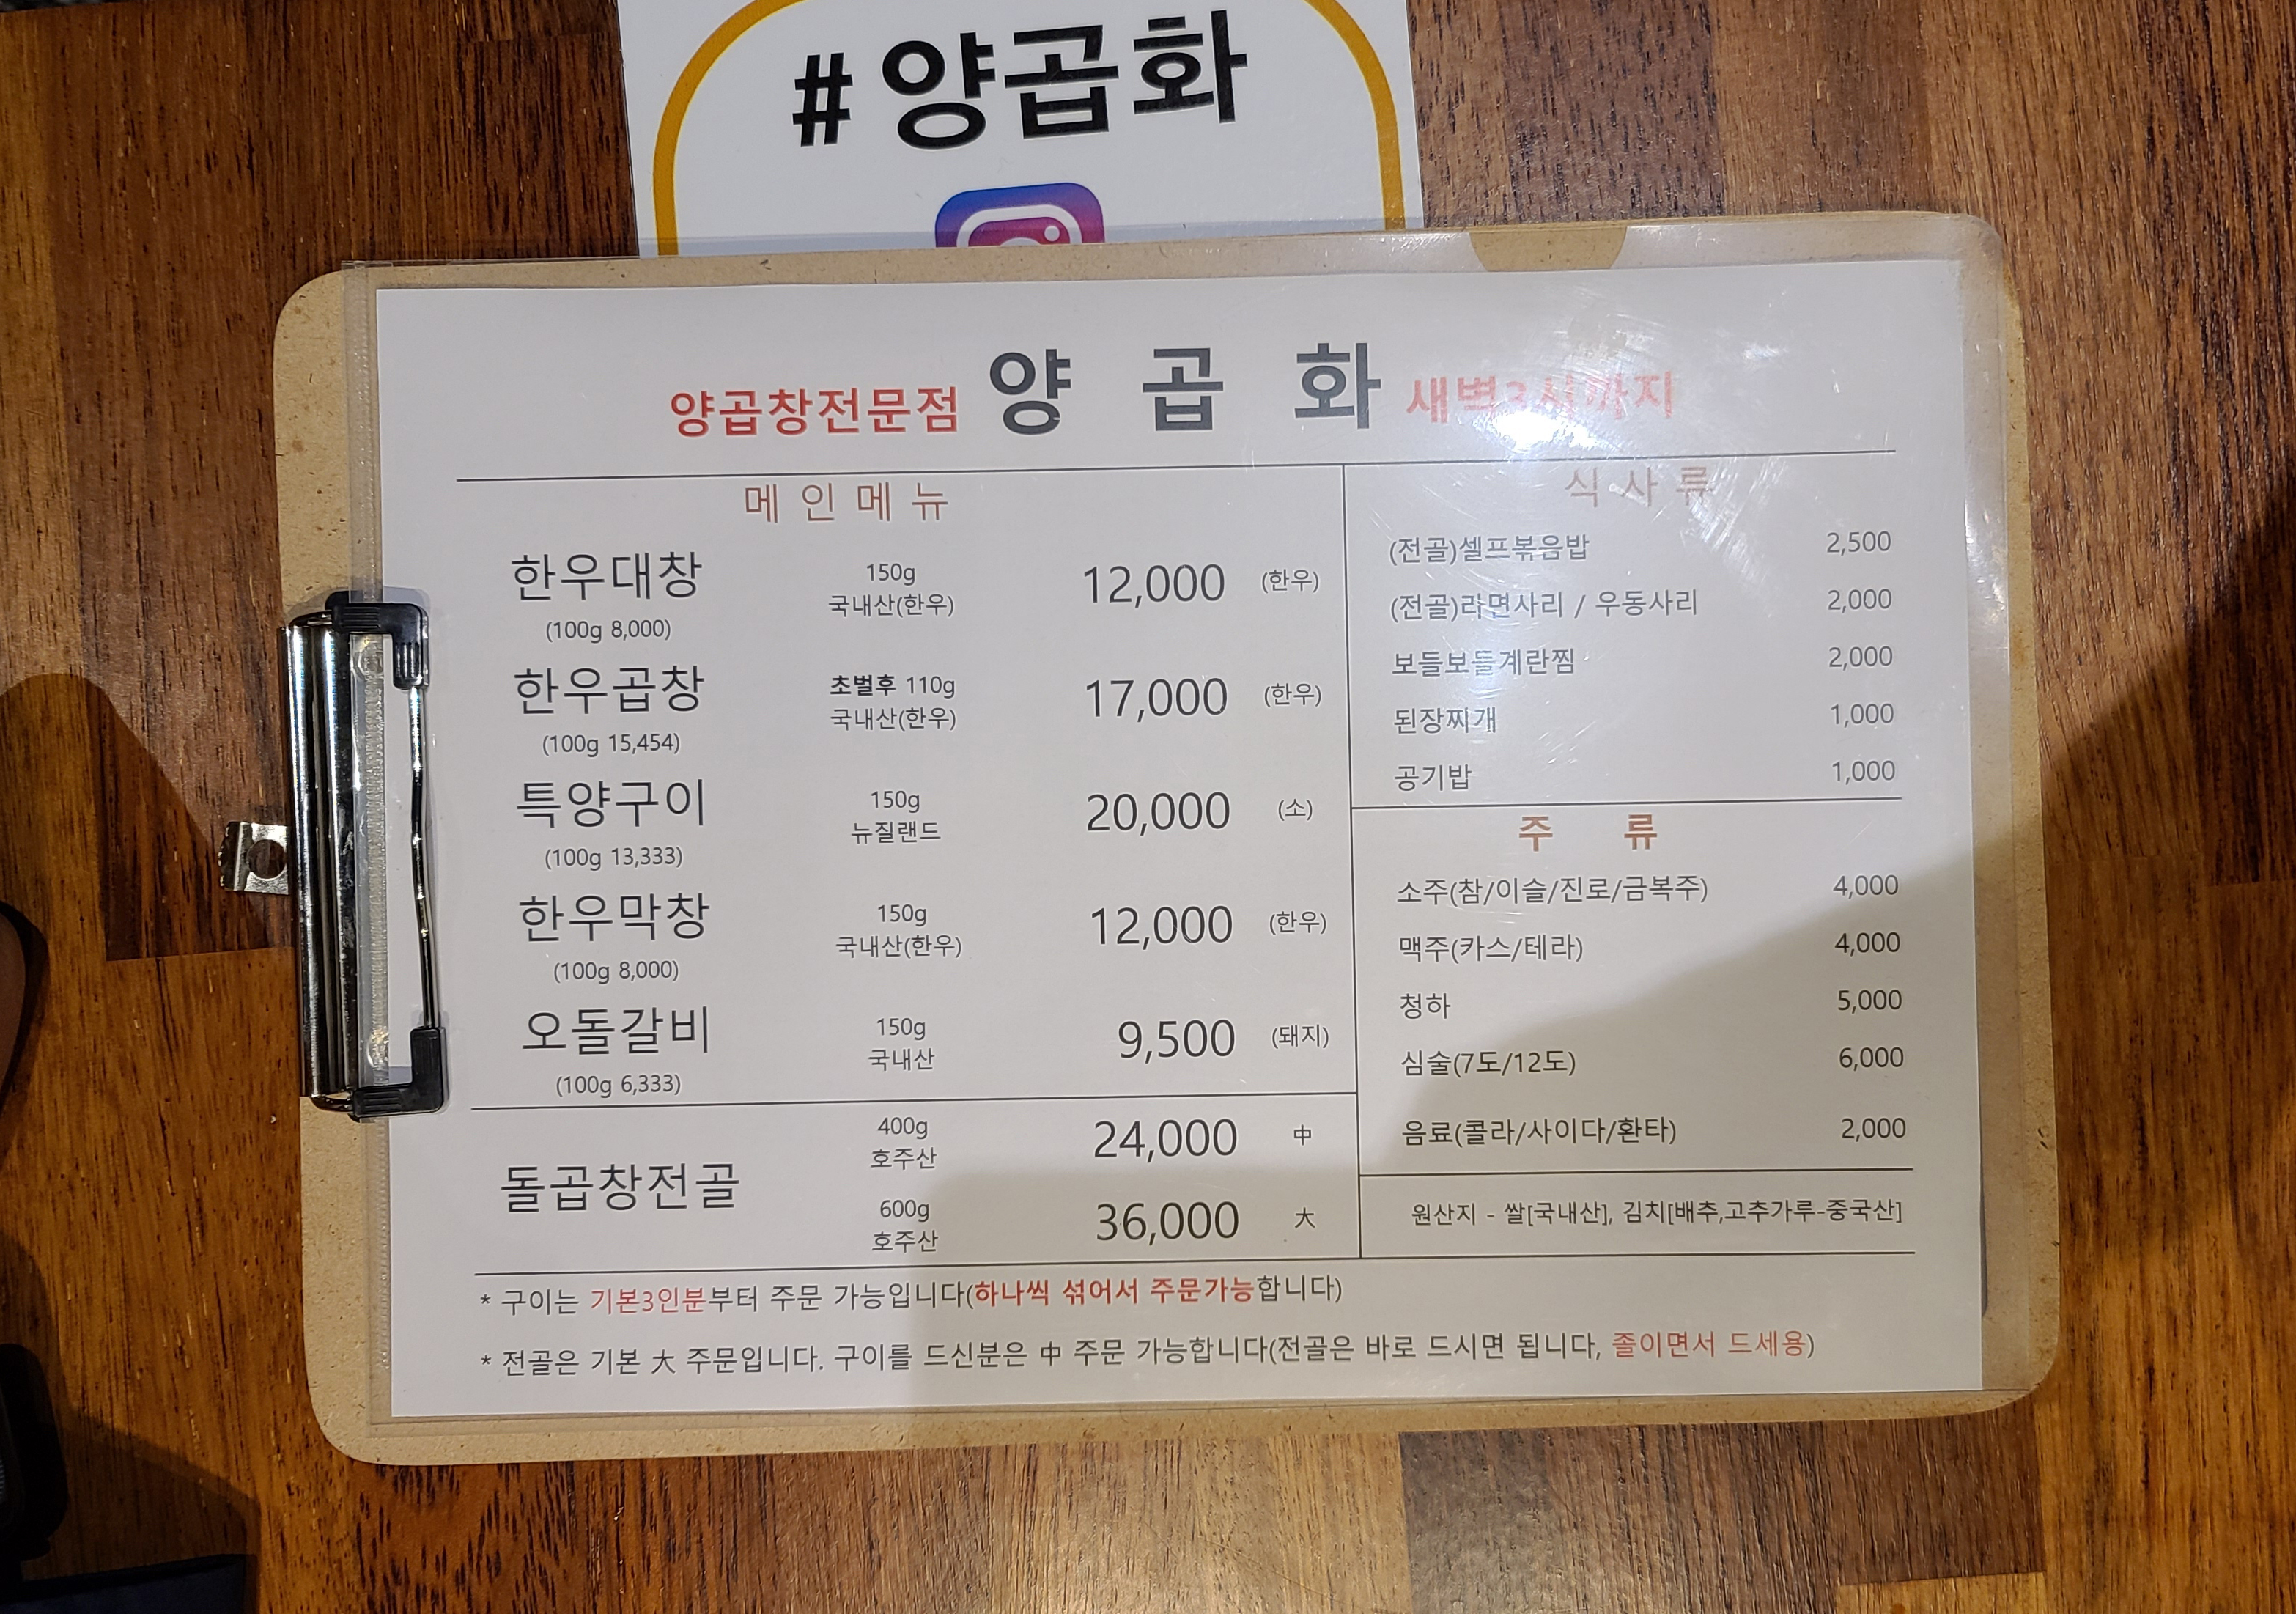 #양곱화
양곱창전문점 양 곱 화 새벽3시까지
메 인 메 뉴
한우대창 150g 국내산(한우) 12,000 (한우)
(100g 8,000)
한우곱창 초벌후 110g 국내산(한우) 17,000 (한우)
(100g 15,454)
특양구이 150g 뉴질랜드 20,000 (소)
(100g 13,333)
한우막창 150g 국내산(한우) 12,000 (한우)
(100g 8,000)
오돌갈비 150g 국내산 9,500 (돼지)
(100g 6,333)
돌곱창전골
400g 호주산 24,000 中
600g 호주산 36,000 大
식 사 류
(전골)셀프볶음밥 2,500
(전골)라면사리 / 우동사리 2,000
보들보들계란찜 2,000
된장찌개 1,000
공기밥 1,000
주 류
소주(참/이슬/진로/금복주) 4,000
맥주(카스/테라) 4,000
청하 5,000
심술(7도/12도) 6,000
음료(콜라/사이다/환타) 2,000
원산지 - 쌀[국내산], 김치[배추,고추가루-중국산]
* 구이는 기본3인분부터 주문 가능입니다(하나씩 섞어서 주문가능합니다)
* 전골은 기본 大 주문입니다. 구이를 드신분은 中 주문 가능합니다(전골은 바로 드시면 됩니다, 졸이면서 드세용)